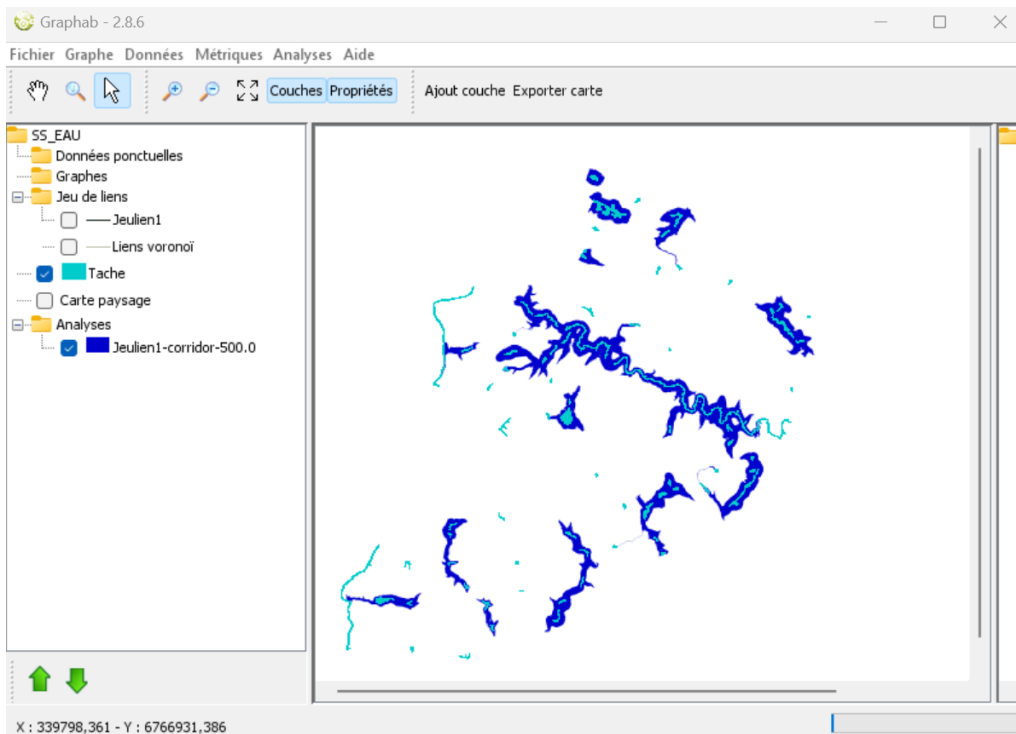 Graphab - 2.8.6
Fichier Graphe Données Métriques Analyses Aide
Couches Propriétés Ajout couche Exporter carte
SS_EAU
Données ponctuelles
Graphes
Jeu de liens
Jeulien1
Liens voronoï
Tache
Carte paysage
Analyses
Jeulien1-corridor-500.0
X : 339798,361 - Y : 6766931,386